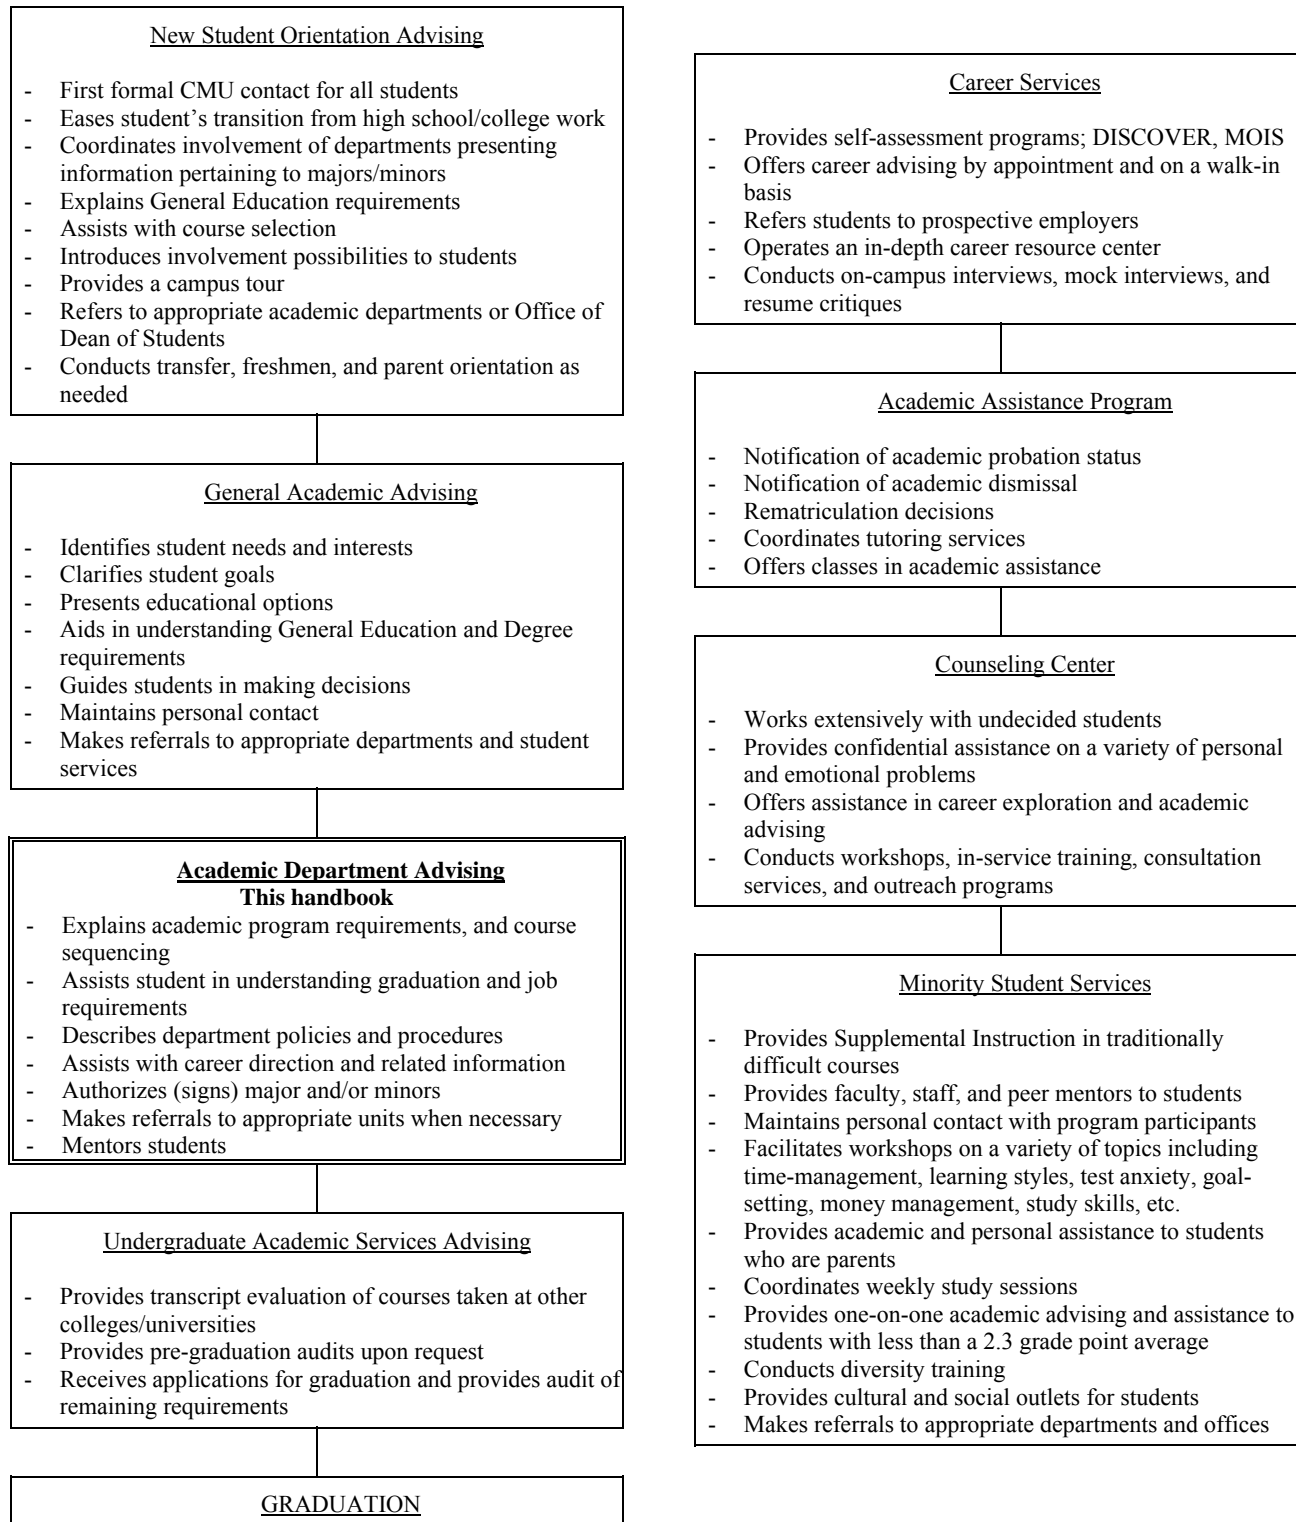 New Student Orientation Advising
- First formal CMU contact for all students
- Eases student’s transition from high school/college work
- Coordinates involvement of departments presenting
information pertaining to majors/minors
- Explains General Education requirements
- Assists with course selection
- Introduces involvement possibilities to students
- Provides a campus tour
- Refers to appropriate academic departments or Office of
Dean of Students
- Conducts transfer, freshmen, and parent orientation as
needed
General Academic Advising
- Identifies student needs and interests
- Clarifies student goals
- Presents educational options
- Aids in understanding General Education and Degree
requirements
- Guides students in making decisions
- Maintains personal contact
- Makes referrals to appropriate departments and student
services
Academic Department Advising
This handbook
- Explains academic program requirements, and course
sequencing
- Assists student in understanding graduation and job
requirements
- Describes department policies and procedures
- Assists with career direction and related information
- Authorizes (signs) major and/or minors
- Makes referrals to appropriate units when necessary
- Mentors students
Undergraduate Academic Services Advising
- Provides transcript evaluation of courses taken at other
colleges/universities
- Provides pre-graduation audits upon request
- Receives applications for graduation and provides audit of
remaining requirements
GRADUATION
Career Services
- Provides self-assessment programs; DISCOVER, MOIS
- Offers career advising by appointment and on a walk-in
basis
- Refers students to prospective employers
- Operates an in-depth career resource center
- Conducts on-campus interviews, mock interviews, and
resume critiques
Academic Assistance Program
- Notification of academic probation status
- Notification of academic dismissal
- Rematriculation decisions
- Coordinates tutoring services
- Offers classes in academic assistance
Counseling Center
- Works extensively with undecided students
- Provides confidential assistance on a variety of personal
and emotional problems
- Offers assistance in career exploration and academic
advising
- Conducts workshops, in-service training, consultation
services, and outreach programs
Minority Student Services
- Provides Supplemental Instruction in traditionally
difficult courses
- Provides faculty, staff, and peer mentors to students
- Maintains personal contact with program participants
- Facilitates workshops on a variety of topics including
time-management, learning styles, test anxiety, goal-
setting, money management, study skills, etc.
- Provides academic and personal assistance to students
who are parents
- Coordinates weekly study sessions
- Provides one-on-one academic advising and assistance to
students with less than a 2.3 grade point average
- Conducts diversity training
- Provides cultural and social outlets for students
- Makes referrals to appropriate departments and offices